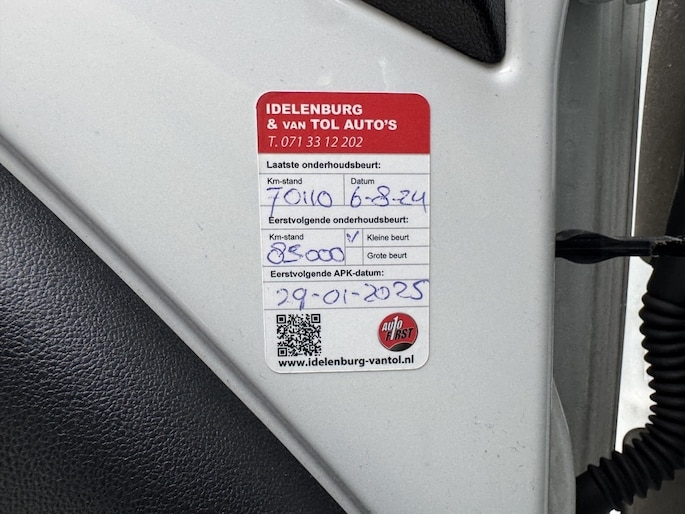 IDELENBURG
& VAN TOL AUTO'S
T. 071 33 12 202
Laatste onderhoudsbeurt:
Km-stand Datum
70110 6-8-24
Eerstvolgende onderhoudsbeurt:
Km-stand Kleine beurt
85000 Grote beurt
Eerstvolgende APK-datum:
29-01-2025
AUTO FIRST
www.idelenburg-vantol.nl